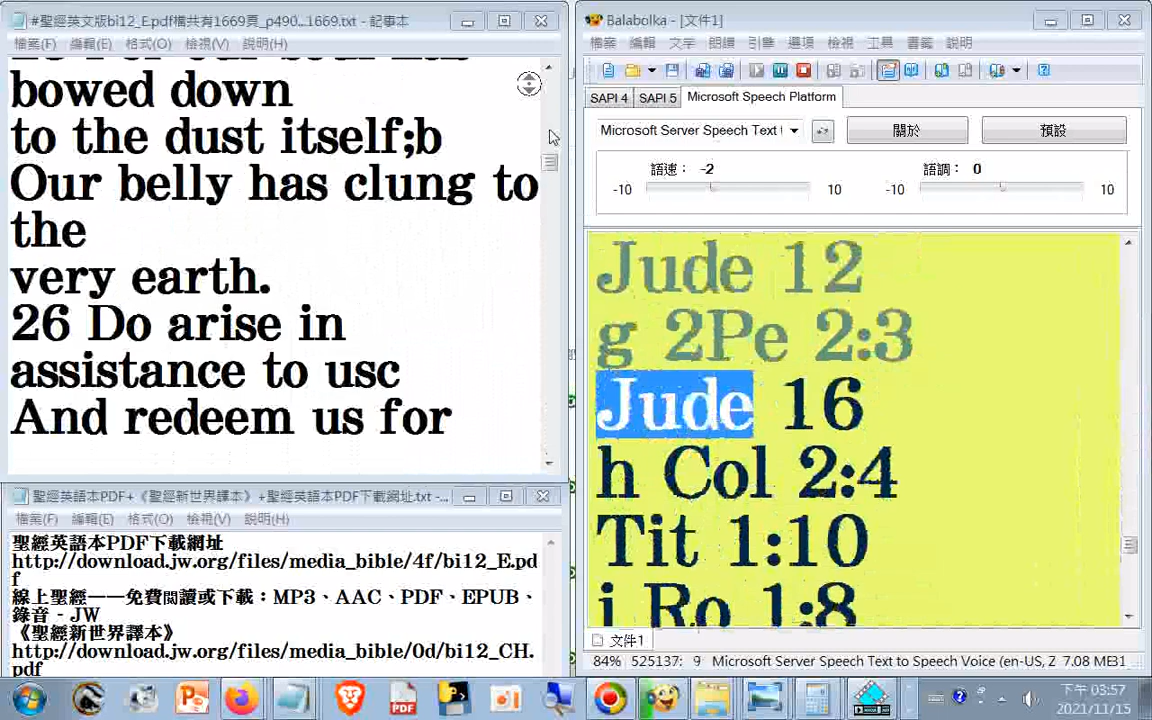 #聖經英文版bi12_E.pdf檔共有1669頁_p490...1669.txt - 記事本
檔案(F) 編輯(E) 格式(O) 檢視(V) 說明(H)
bowed down
to the dust itself;b
Our belly has clung to
the
very earth.
26 Do arise in
assistance to usc
And redeem us for
聖經英語本PDF+《聖經新世界譯本》+聖經英語本PDF下載網址.txt - ...
檔案(F) 編輯(E) 格式(O) 檢視(V) 說明(H)
聖經英語本PDF下載網址
http://download.jw.org/files/media_bible/4f/bi12_E.pd
f
線上聖經——免費閱讀或下載：MP3、AAC、PDF、EPUB、
錄音 - JW
《聖經新世界譯本》
http://download.jw.org/files/media_bible/0d/bi12_CH.
pdf
Balabolka - [文件1]
檔案 編輯 文字 朗讀 引擎 選項 檢視 工具 書籤 說明
SAPI 4 SAPI 5 Microsoft Speech Platform
Microsoft Server Speech Text 關於 預設
語速： -2 語調： 0
-10 10 -10 10
Jude 12
g 2Pe 2:3
Jude 16
h Col 2:4
Tit 1:10
i Ro 1:8
文件1
84% 525137: 9 Microsoft Server Speech Text to Speech Voice (en-US, Z 7.08 MB1
下午 03:57
2021/11/15